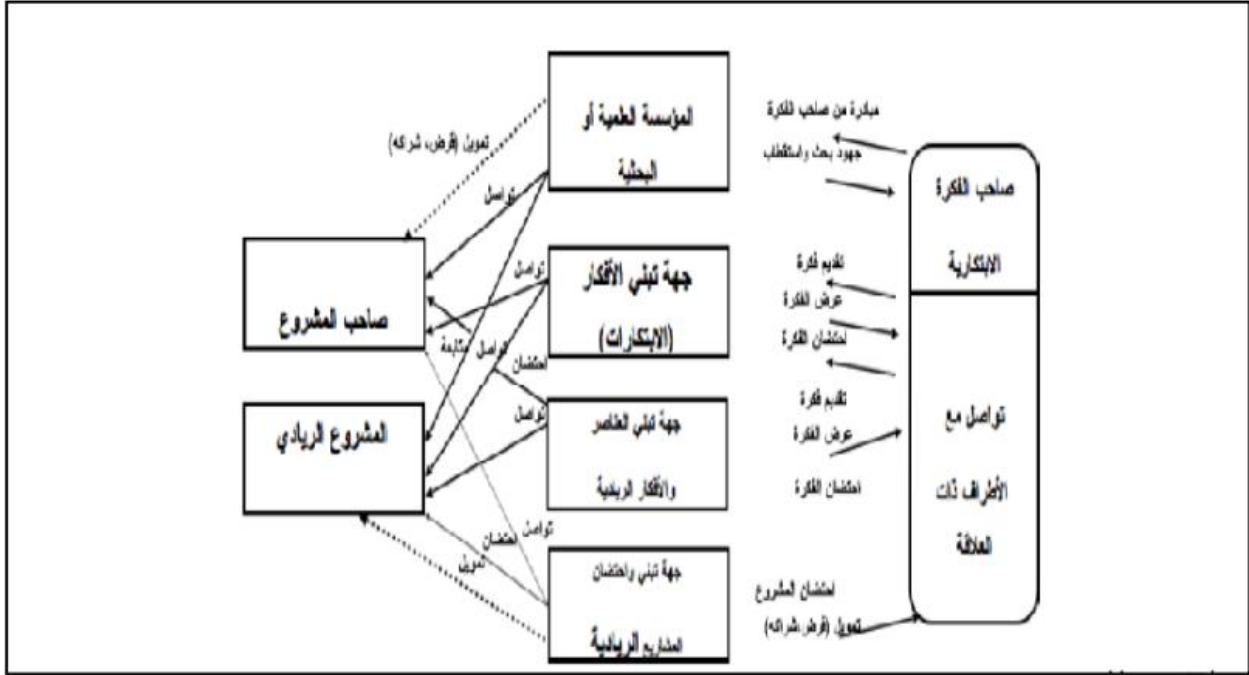 صاحب الفكرة
الابتكارية
تواصل مع
الأطراف ذات
العلاقة
مبادرة من صاحب الفكرة
جهود بحث واستقطاب
تقديم فكرة
عرض الفكرة
احتضان الفكرة
تقديم فكرة
عرض الفكرة
احتضان الفكرة
احتضان المشروع
تمويل (قرض، شراكه)
المؤسسة العلمية أو
البحثية
جهة تبني الأفكار
(الابتكارات)
جهة تبني العناصر
والأفكار الريادية
جهة تبني واحتضان
المشاريع الريادية
تمويل (قرض، شراكه)
تواصل
تواصل
متابعة
تواصل
احتضان
تواصل
تواصل
احتضان
تمويل
صاحب المشروع
المشروع الريادي